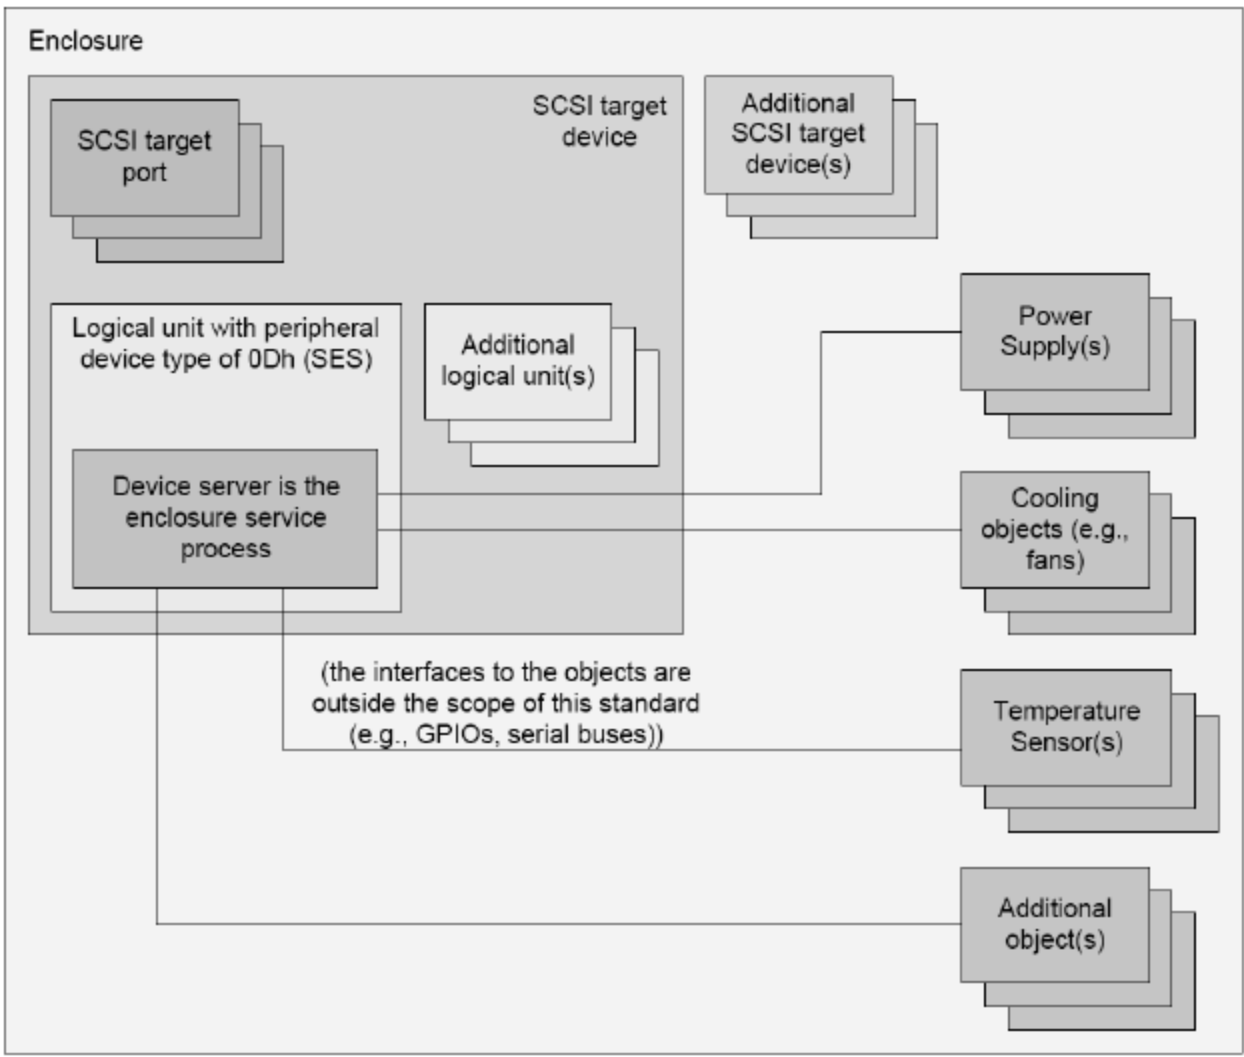 Enclosure
SCSI target
port
SCSI target
device
Additional
SCSI target
device(s)
Logical unit with peripheral
device type of 0Dh (SES)
Additional
logical unit(s)
Power
Supply(s)
Device server is the
enclosure service
process
Cooling
objects (e.g.,
fans)
(the interfaces to the objects are
outside the scope of this standard
(e.g., GPIOs, serial buses))
Temperature
Sensor(s)
Additional
object(s)